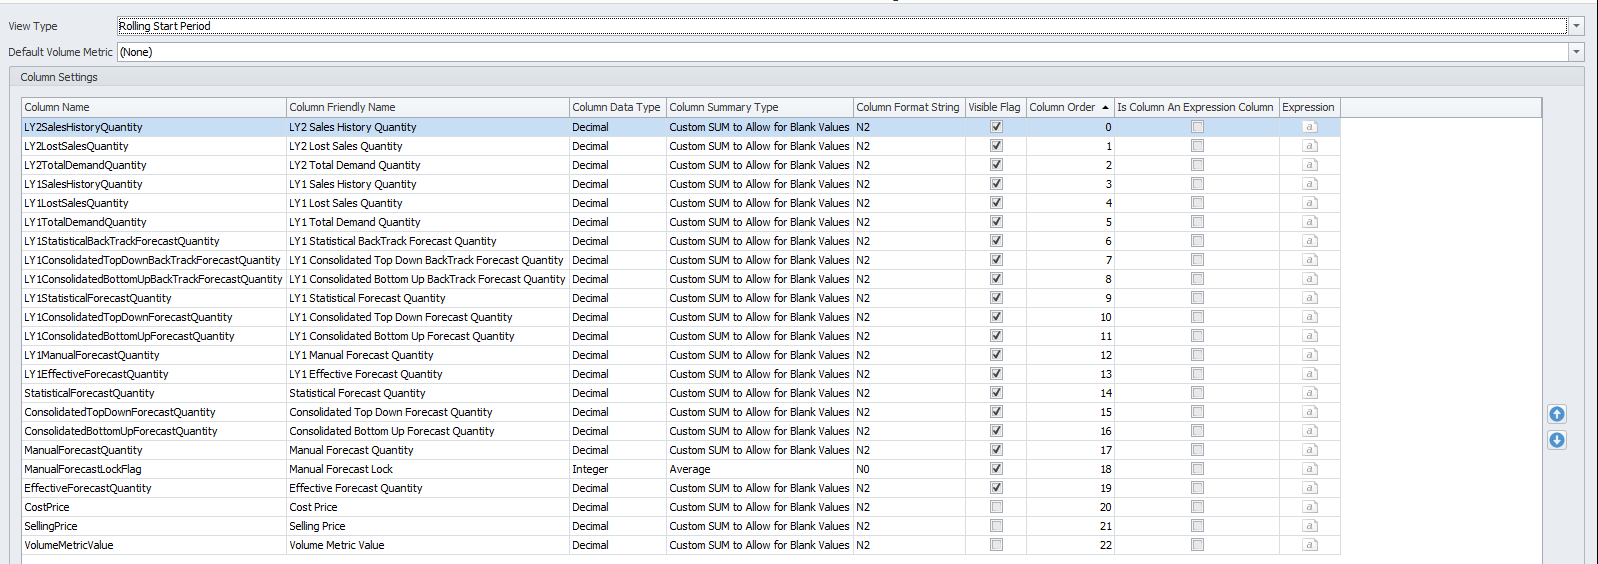 View Type Rolling Start Period
Default Volume Metric (None)
Column Settings
Column Name Column Friendly Name Column Data Type Column Summary Type Column Format String Visible Flag Column Order Is Column An Expression Column Expression
LY2SalesHistoryQuantity LY2 Sales History Quantity Decimal Custom SUM to Allow for Blank Values N2 0
LY2LostSalesQuantity LY2 Lost Sales Quantity Decimal Custom SUM to Allow for Blank Values N2 1
LY2TotalDemandQuantity LY2 Total Demand Quantity Decimal Custom SUM to Allow for Blank Values N2 2
LY1SalesHistoryQuantity LY1 Sales History Quantity Decimal Custom SUM to Allow for Blank Values N2 3
LY1LostSalesQuantity LY1 Lost Sales Quantity Decimal Custom SUM to Allow for Blank Values N2 4
LY1TotalDemandQuantity LY1 Total Demand Quantity Decimal Custom SUM to Allow for Blank Values N2 5
LY1StatisticalBackTrackForecastQuantity LY1 Statistical BackTrack Forecast Quantity Decimal Custom SUM to Allow for Blank Values N2 6
LY1ConsolidatedTopDownBackTrackForecastQuantity LY1 Consolidated Top Down BackTrack Forecast Quantity Decimal Custom SUM to Allow for Blank Values N2 7
LY1ConsolidatedBottomUpBackTrackForecastQuantity LY1 Consolidated Bottom Up BackTrack Forecast Quantity Decimal Custom SUM to Allow for Blank Values N2 8
LY1StatisticalForecastQuantity LY1 Statistical Forecast Quantity Decimal Custom SUM to Allow for Blank Values N2 9
LY1ConsolidatedTopDownForecastQuantity LY1 Consolidated Top Down Forecast Quantity Decimal Custom SUM to Allow for Blank Values N2 10
LY1ConsolidatedBottomUpForecastQuantity LY1 Consolidated Bottom Up Forecast Quantity Decimal Custom SUM to Allow for Blank Values N2 11
LY1ManualForecastQuantity LY1 Manual Forecast Quantity Decimal Custom SUM to Allow for Blank Values N2 12
LY1EffectiveForecastQuantity LY1 Effective Forecast Quantity Decimal Custom SUM to Allow for Blank Values N2 13
StatisticalForecastQuantity Statistical Forecast Quantity Decimal Custom SUM to Allow for Blank Values N2 14
ConsolidatedTopDownForecastQuantity Consolidated Top Down Forecast Quantity Decimal Custom SUM to Allow for Blank Values N2 15
ConsolidatedBottomUpForecastQuantity Consolidated Bottom Up Forecast Quantity Decimal Custom SUM to Allow for Blank Values N2 16
ManualForecastQuantity Manual Forecast Quantity Decimal Custom SUM to Allow for Blank Values N2 17
ManualForecastLockFlag Manual Forecast Lock Integer Average N0 18
EffectiveForecastQuantity Effective Forecast Quantity Decimal Custom SUM to Allow for Blank Values N2 19
CostPrice Cost Price Decimal Custom SUM to Allow for Blank Values N2 20
SellingPrice Selling Price Decimal Custom SUM to Allow for Blank Values N2 21
VolumeMetricValue Volume Metric Value Decimal Custom SUM to Allow for Blank Values N2 22